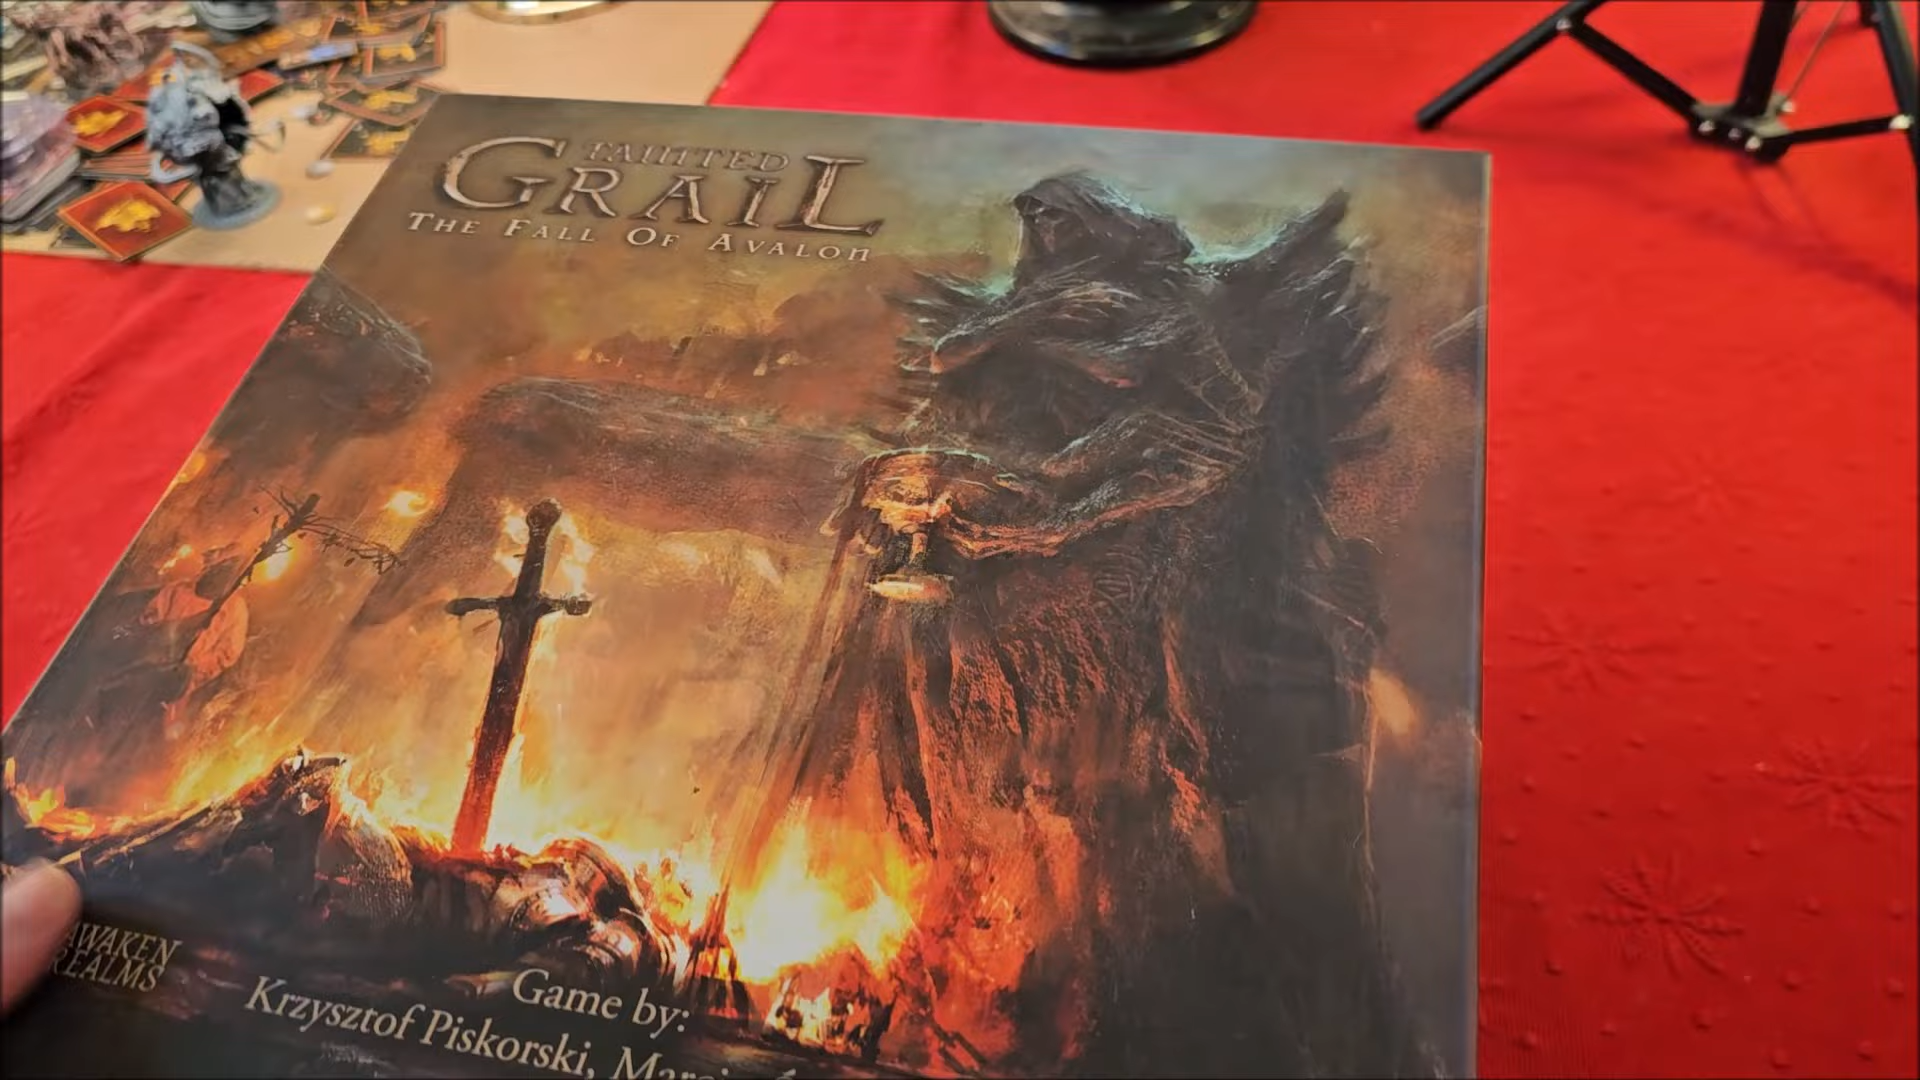 TAINTED
GRAIL
THE FALL OF AVALON
AWAKEN
REALMS
Game by:
Krzysztof Piskorski,